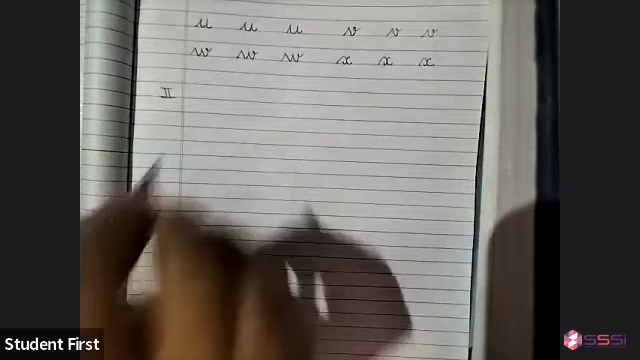 u u u v v v
w w w x x x
II
Student First
SSSi